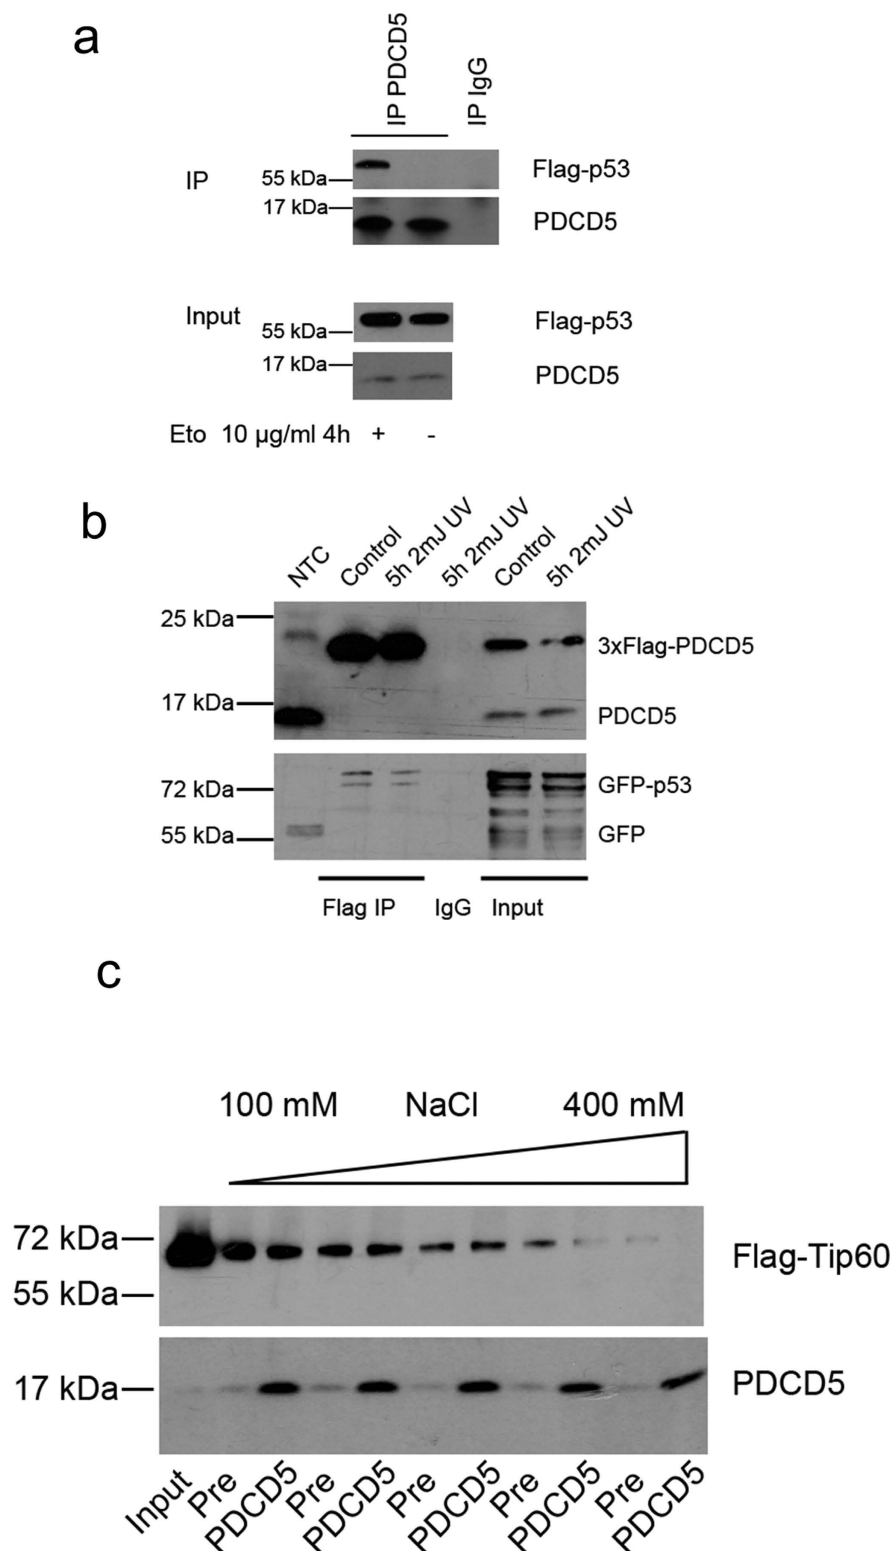 a
IP PDCD5
IP IgG
IP
55 kDa
Flag-p53
17 kDa
PDCD5
Input
55 kDa
Flag-p53
17 kDa
PDCD5
Eto 10 µg/ml 4h + -
b
NTC
Control
5h 2mJ UV
5h 2mJ UV
Control
5h 2mJ UV
25 kDa
3xFlag-PDCD5
17 kDa
PDCD5
72 kDa
GFP-p53
55 kDa
GFP
Flag IP IgG Input
c
100 mM NaCl 400 mM
72 kDa
Flag-Tip60
55 kDa
17 kDa
PDCD5
Input
Pre
PDCD5
Pre
PDCD5
Pre
PDCD5
Pre
PDCD5
Pre
PDCD5